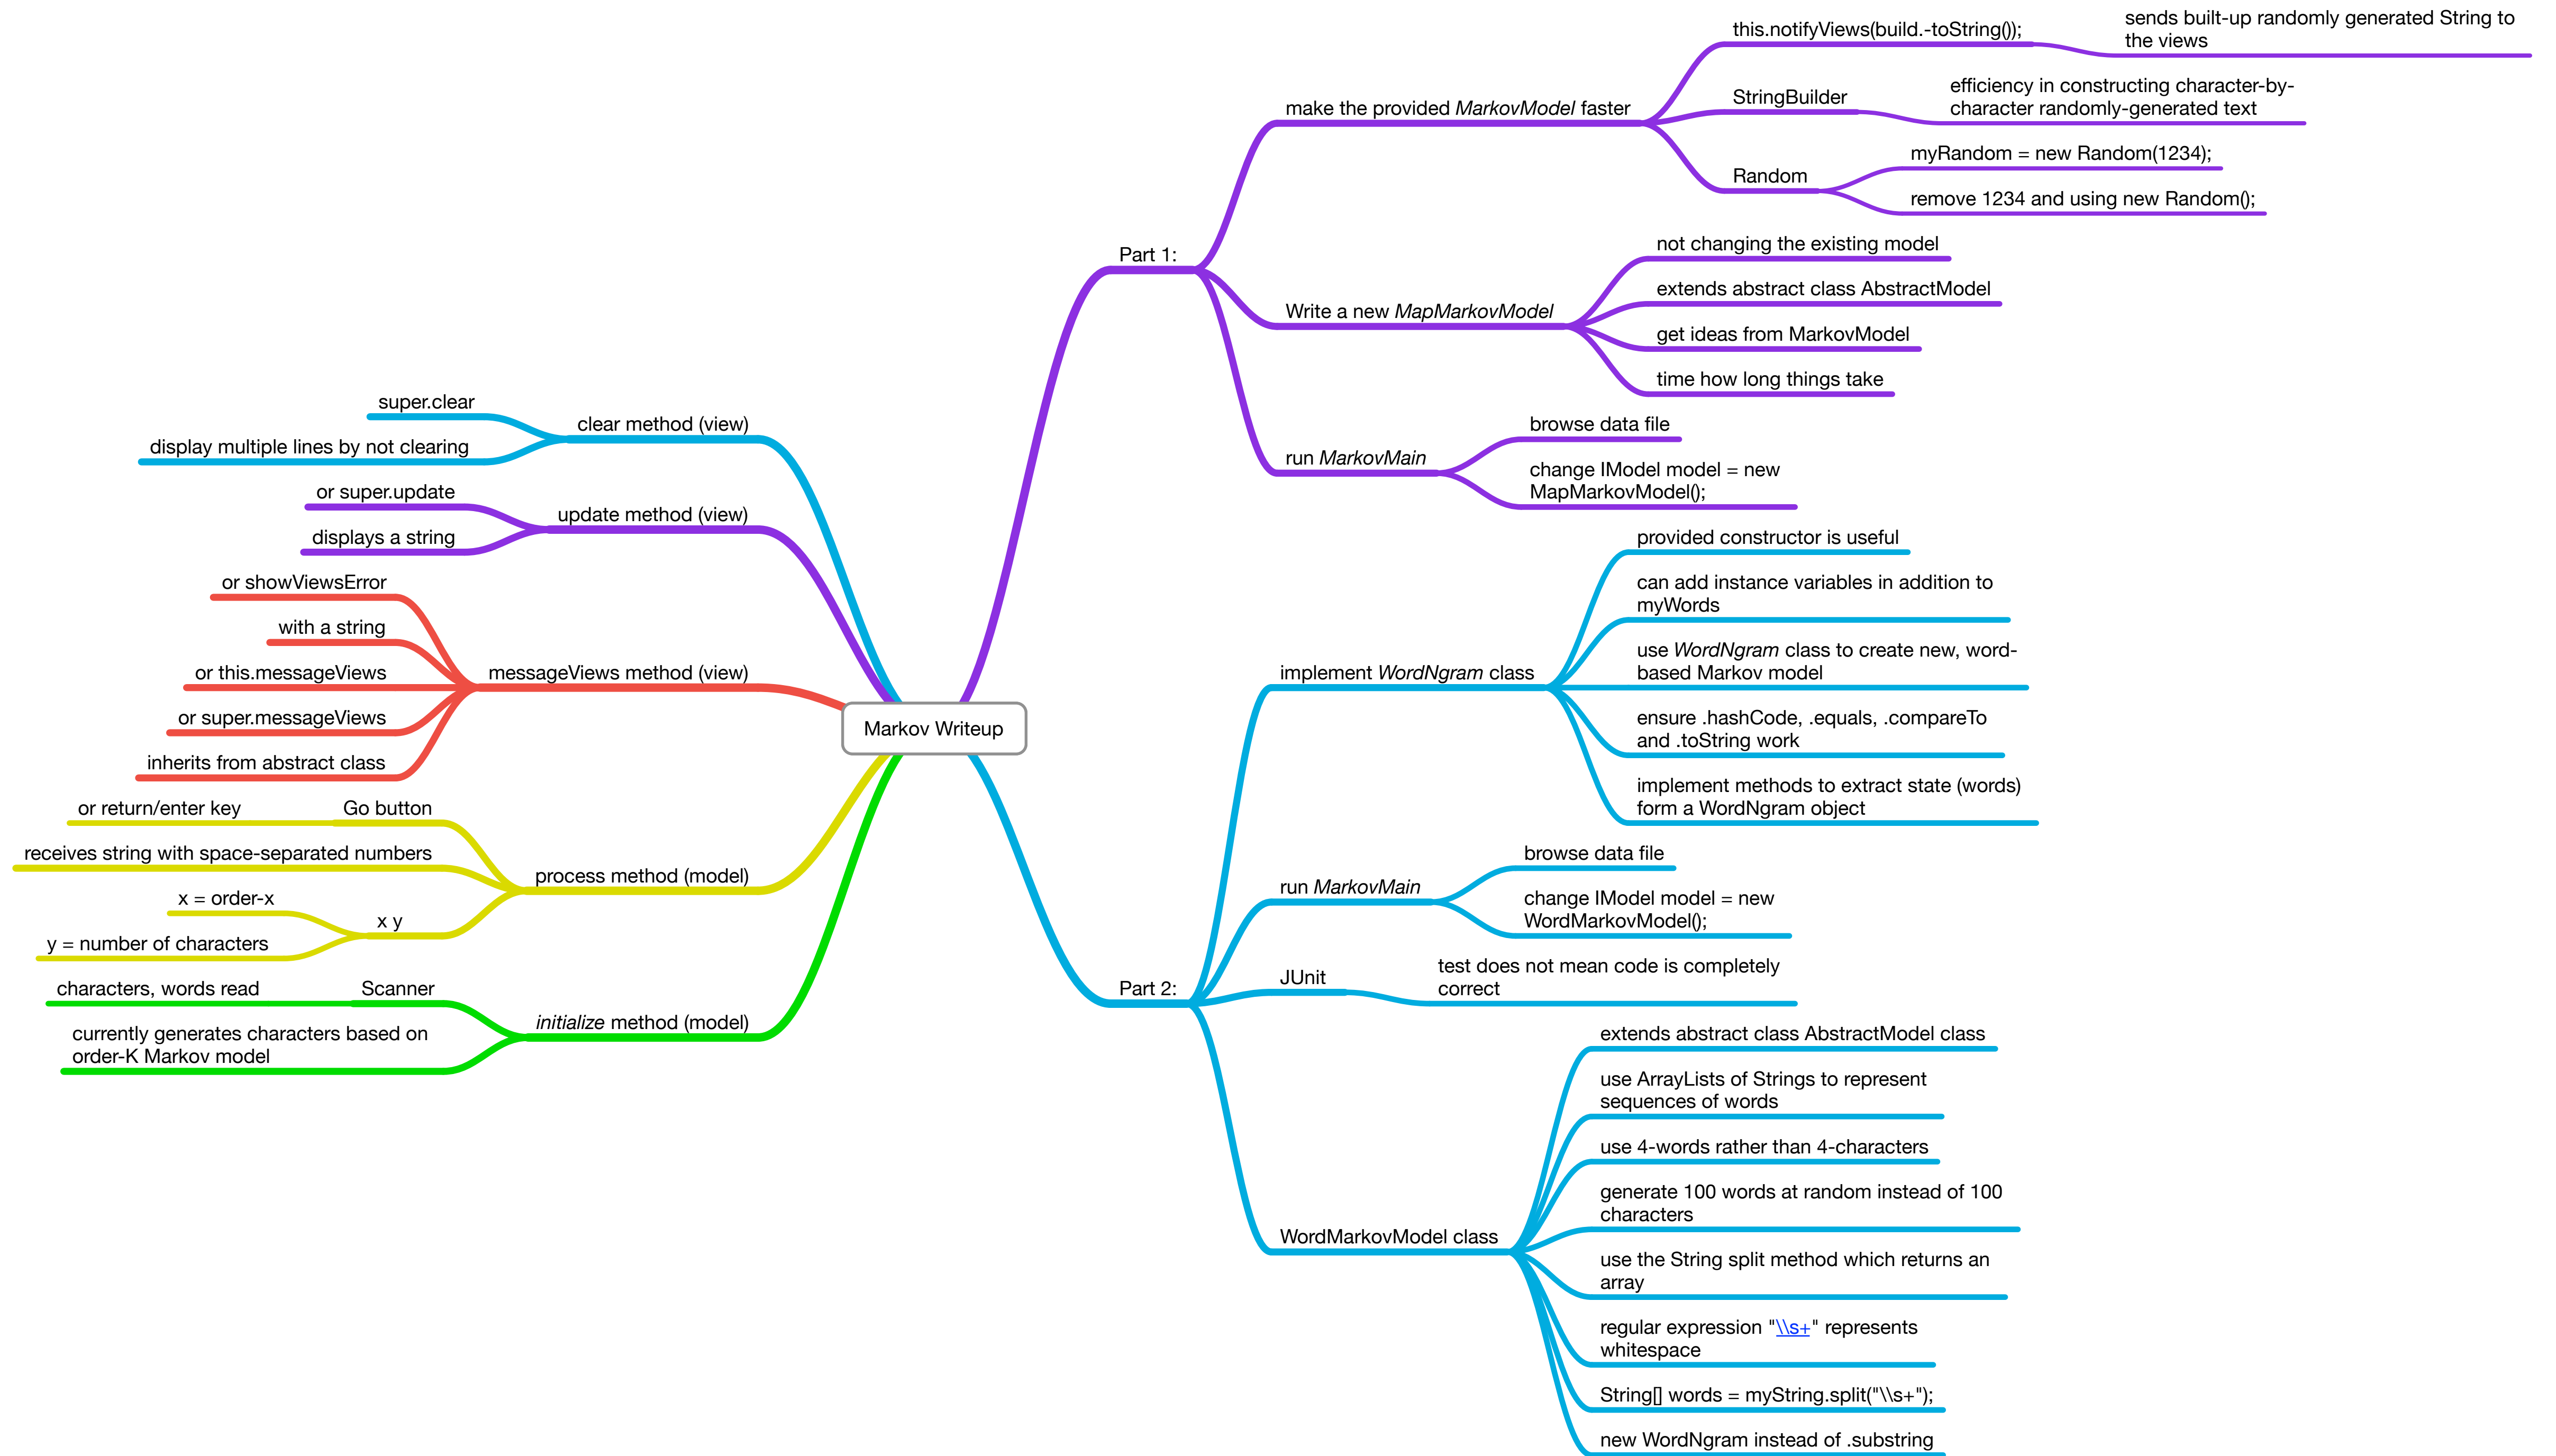 Markov Writeup
Part 1:
make the provided MarkovModel faster
this.notifyViews(build.-toString());
sends built-up randomly generated String to
the views
StringBuilder
efficiency in constructing character-by-
character randomly-generated text
Random
myRandom = new Random(1234);
remove 1234 and using new Random();
Write a new MapMarkovModel
not changing the existing model
extends abstract class AbstractModel
get ideas from MarkovModel
time how long things take
run MarkovMain
browse data file
change IModel model = new
MapMarkovModel();
Part 2:
implement WordNgram class
provided constructor is useful
can add instance variables in addition to
myWords
use WordNgram class to create new, word-
based Markov model
ensure .hashCode, .equals, .compareTo
and .toString work
implement methods to extract state (words)
form a WordNgram object
run MarkovMain
browse data file
change IModel model = new
WordMarkovModel();
JUnit
test does not mean code is completely
correct
WordMarkovModel class
extends abstract class AbstractModel class
use ArrayLists of Strings to represent
sequences of words
use 4-words rather than 4-characters
generate 100 words at random instead of 100
characters
use the String split method which returns an
array
regular expression "\\s+" represents
whitespace
String[] words = myString.split("\\s+");
new WordNgram instead of .substring
clear method (view)
super.clear
display multiple lines by not clearing
update method (view)
or super.update
displays a string
messageViews method (view)
or showViewsError
with a string
or this.messageViews
or super.messageViews
inherits from abstract class
process method (model)
Go button
or return/enter key
receives string with space-separated numbers
x y
x = order-x
y = number of characters
initialize method (model)
Scanner
characters, words read
currently generates characters based on
order-K Markov model